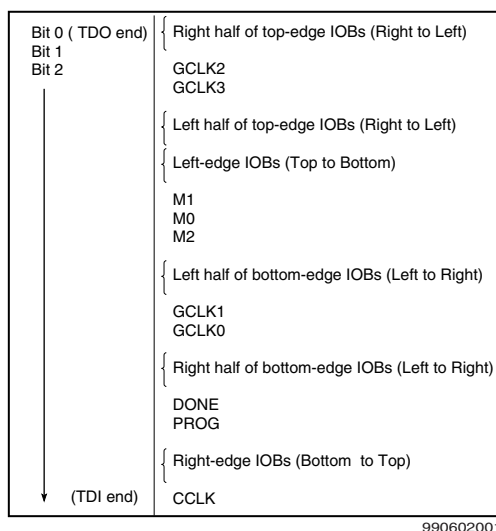 Bit 0 ( TDO end)
Bit 1
Bit 2
Right half of top-edge IOBs (Right to Left)
GCLK2
GCLK3
Left half of top-edge IOBs (Right to Left)
Left-edge IOBs (Top to Bottom)
M1
M0
M2
Left half of bottom-edge IOBs (Left to Right)
GCLK1
GCLK0
Right half of bottom-edge IOBs (Left to Right)
DONE
PROG
Right-edge IOBs (Bottom to Top)
(TDI end)
CCLK
990602001